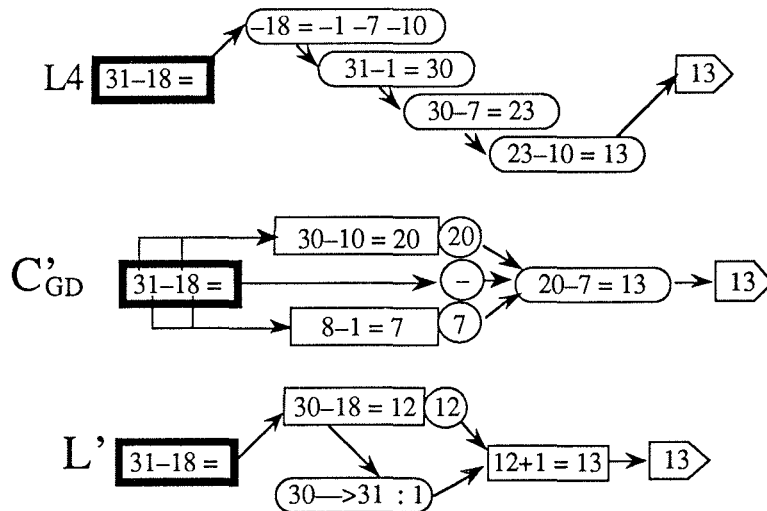 –18 = –1 –7 –10
L4 31–18 =
31–1 = 30
13
30–7 = 23
23–10 = 13
30–10 = 20 20
C'GD 31–18 = – 20–7 = 13 13
8–1 = 7 7
30–18 = 12 12
L' 31–18 = 12+1 = 13 13
30—>31 : 1